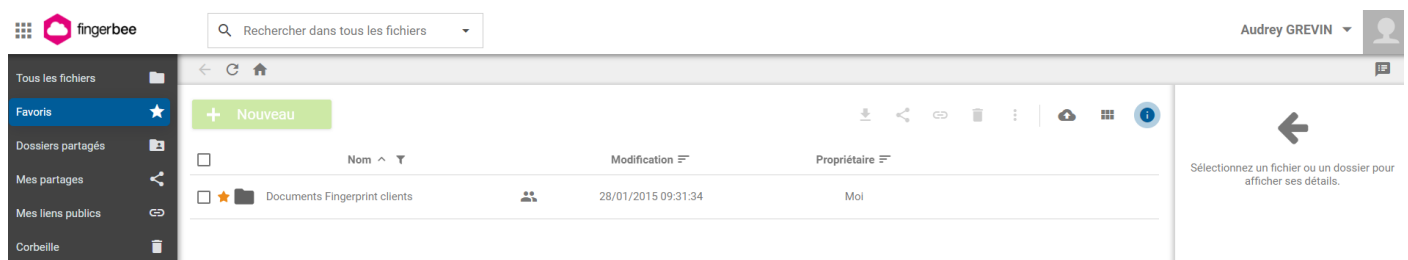 fingerbee
Rechercher dans tous les fichiers
Audrey GREVIN
Tous les fichiers
Favoris
Dossiers partagés
Mes partages
Mes liens publics
Corbeille
+ Nouveau
Nom
Modification
Propriétaire
Documents Fingerprint clients
28/01/2015 09:31:34
Moi
Sélectionnez un fichier ou un dossier pour
afficher ses détails.